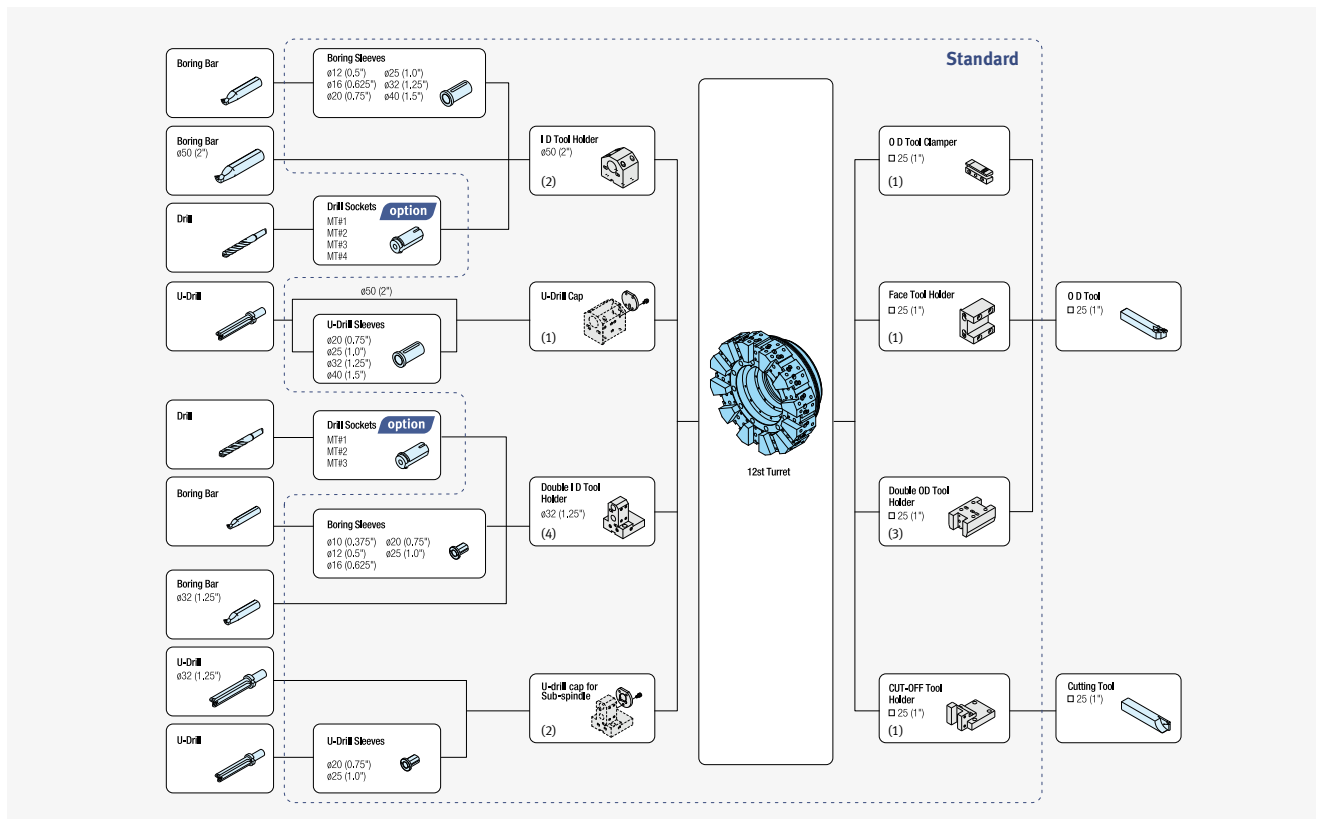 Standard
Boring Bar
Boring Sleeves
ø12 (0.5") ø25 (1.0")
ø16 (0.625") ø32 (1.25")
ø20 (0.75") ø40 (1.5")
Boring Bar
ø50 (2")
Drill
Drill Sockets option
MT#1
MT#2
MT#3
MT#4
U-Drill
ø50 (2")
U-Drill Sleeves
ø20 (0.75")
ø25 (1.0")
ø32 (1.25")
ø40 (1.5")
Drill
Drill Sockets option
MT#1
MT#2
MT#3
Boring Bar
Boring Sleeves
ø10 (0.375") ø20 (0.75")
ø12 (0.5") ø25 (1.0")
ø16 (0.625")
Boring Bar
ø32 (1.25")
U-Drill
ø32 (1.25")
U-Drill
U-Drill Sleeves
ø20 (0.75")
ø25 (1.0")
I D Tool Holder
ø50 (2")
(2)
U-Drill Cap
(1)
Double I D Tool
Holder
ø32 (1.25")
(4)
U-drill cap for
Sub-spindle
(2)
12st Turret
O D Tool Clamper
□ 25 (1")
(1)
Face Tool Holder
□ 25 (1")
(1)
Double OD Tool
Holder
□ 25 (1")
(3)
CUT-OFF Tool
Holder
□ 25 (1")
(1)
O D Tool
□ 25 (1")
Cutting Tool
□ 25 (1")